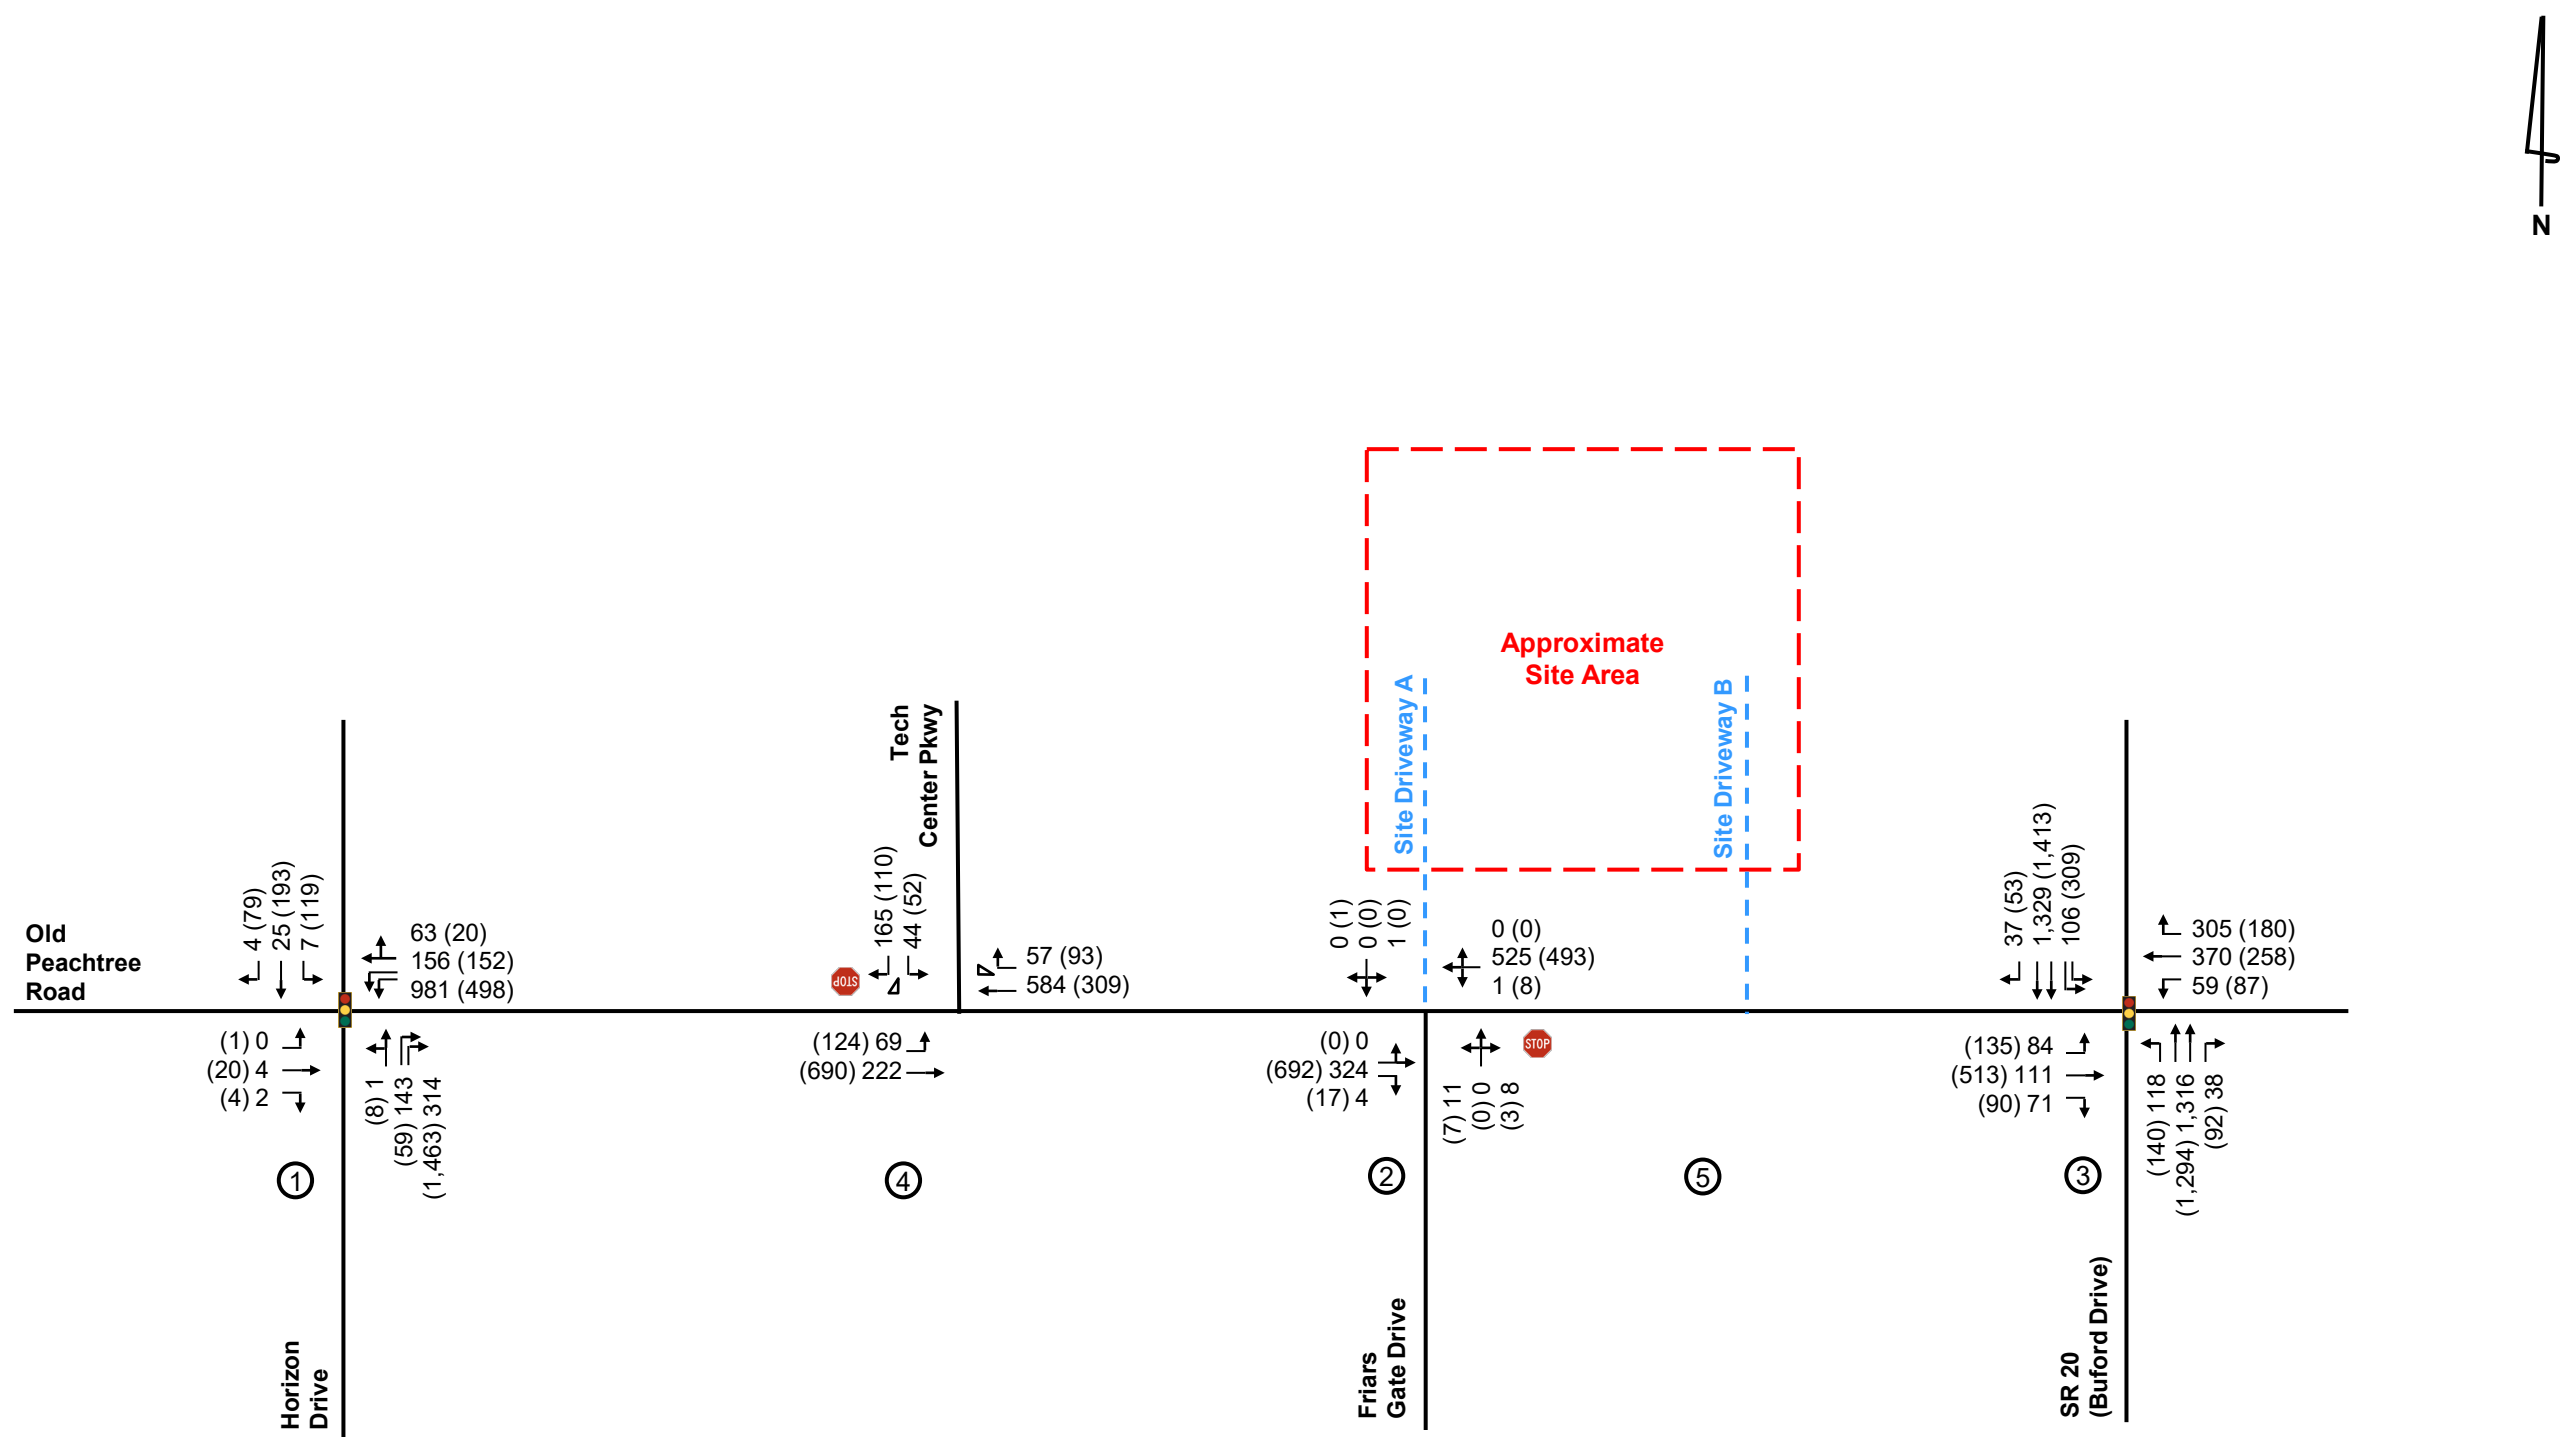 N
Approximate
Site Area
Site Driveway A
Site Driveway B
Tech
Center Pkwy
Old
Peachtree
Road
4 (79)
25 (193)
7 (119)
63 (20)
156 (152)
981 (498)
(1) 0
(20) 4
(4) 2
(8) 1
(59) 143
(1,463) 314
1
Horizon
Drive
STOP
165 (110)
44 (52)
57 (93)
584 (309)
(124) 69
(690) 222
4
0 (1)
0 (0)
1 (0)
0 (0)
525 (493)
1 (8)
(0) 0
(692) 324
(17) 4
(7) 11
(0) 0
(3) 8
STOP
2
Friars
Gate Drive
5
37 (53)
1,329 (1,413)
106 (309)
305 (180)
370 (258)
59 (87)
(135) 84
(513) 111
(90) 71
(140) 118
(1,294) 1,316
(92) 38
3
SR 20
(Buford Drive)